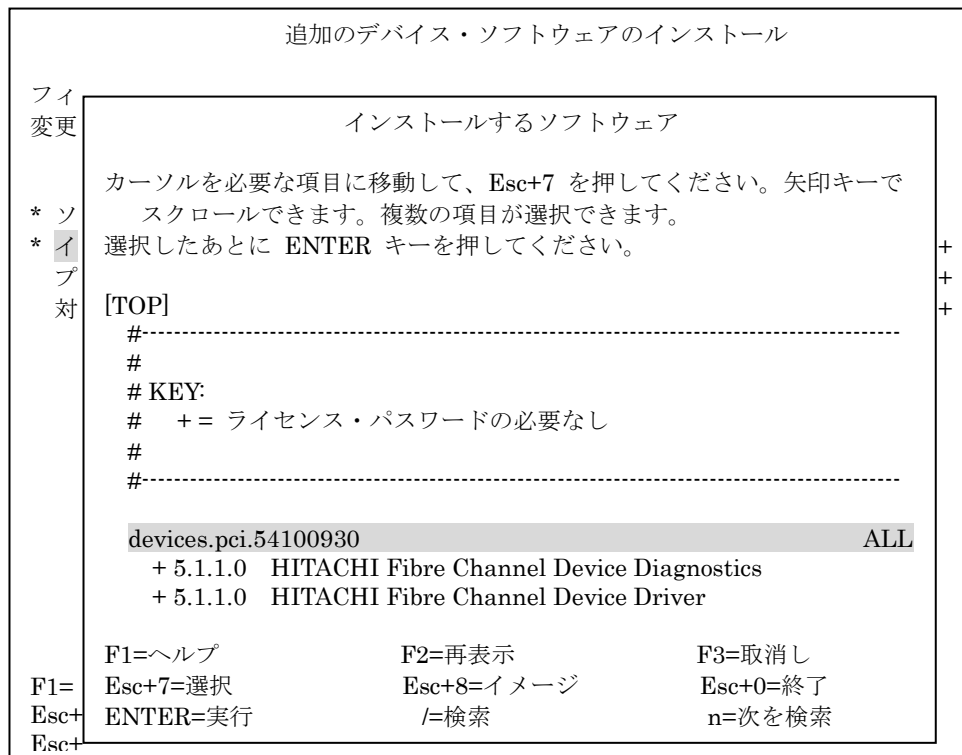 追加のデバイス・ソフトウェアのインストール
フィ
変更
インストールするソフトウェア
カーソルを必要な項目に移動して、Esc+7 を押してください。矢印キーで
* ソ
スクロールできます。複数の項目が選択できます。
* イ
選択したあとに ENTER キーを押してください。
+
プ
+
対
[TOP]
+
#--------------------------------------------------------------------------------------------
#
# KEY:
# + = ライセンス・パスワードの必要なし
#
#--------------------------------------------------------------------------------------------
devices.pci.54100930 ALL
+ 5.1.1.0 HITACHI Fibre Channel Device Diagnostics
+ 5.1.1.0 HITACHI Fibre Channel Device Driver
F1=ヘルプ F2=再表示 F3=取消し
F1=
Esc+7=選択 Esc+8=イメージ Esc+0=終了
Esc+
ENTER=実行 /=検索 n=次を検索
Esc+